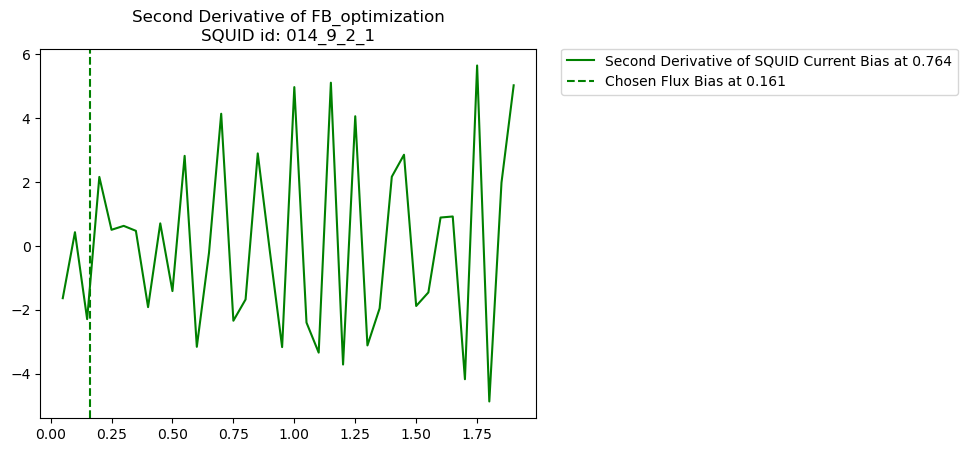 Second Derivative of FB_optimization
SQUID id: 014_9_2_1
Second Derivative of SQUID Current Bias at 0.764
Chosen Flux Bias at 0.161
6
4
2
0
−2
−4
0.00 0.25 0.50 0.75 1.00 1.25 1.50 1.75